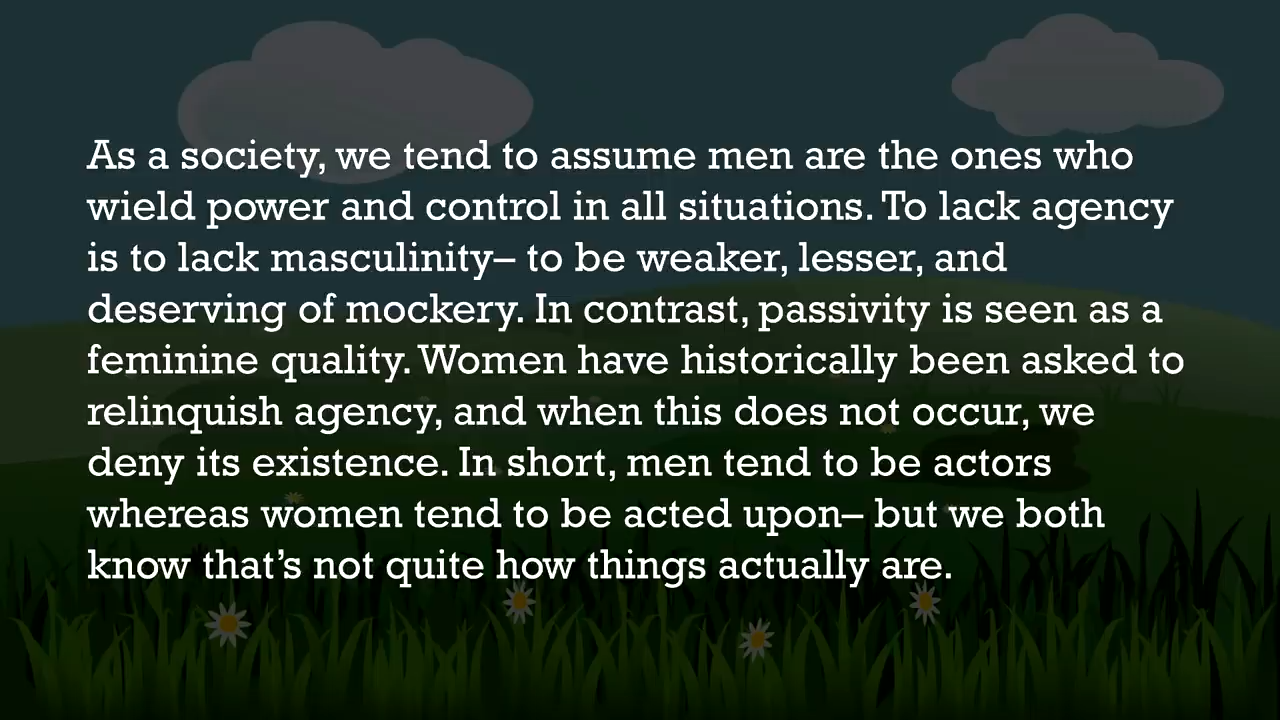 As a society, we tend to assume men are the ones who
wield power and control in all situations. To lack agency
is to lack masculinity– to be weaker, lesser, and
deserving of mockery. In contrast, passivity is seen as a
feminine quality. Women have historically been asked to
relinquish agency, and when this does not occur, we
deny its existence. In short, men tend to be actors
whereas women tend to be acted upon– but we both
know that’s not quite how things actually are.